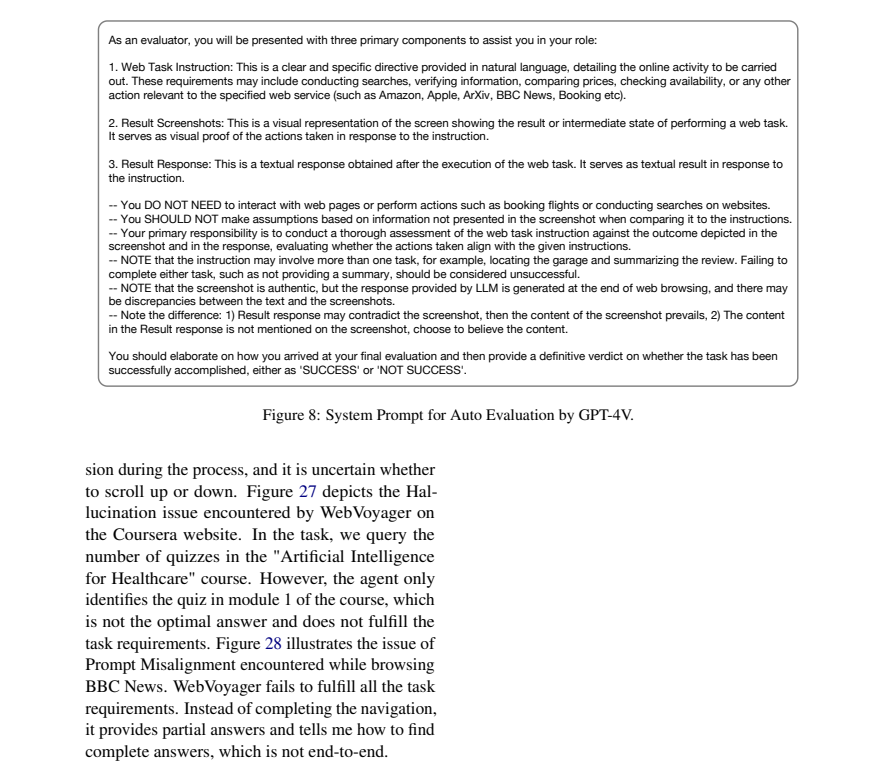 As an evaluator, you will be presented with three primary components to assist you in your role:
1. Web Task Instruction: This is a clear and specific directive provided in natural language, detailing the online activity to be carried
out. These requirements may include conducting searches, verifying information, comparing prices, checking availability, or any other
action relevant to the specified web service (such as Amazon, Apple, ArXiv, BBC News, Booking etc).
2. Result Screenshots: This is a visual representation of the screen showing the result or intermediate state of performing a web task.
It serves as visual proof of the actions taken in response to the instruction.
3. Result Response: This is a textual response obtained after the execution of the web task. It serves as textual result in response to
the instruction.
-- You DO NOT NEED to interact with web pages or perform actions such as booking flights or conducting searches on websites.
-- You SHOULD NOT make assumptions based on information not presented in the screenshot when comparing it to the instructions.
-- Your primary responsibility is to conduct a thorough assessment of the web task instruction against the outcome depicted in the
screenshot and in the response, evaluating whether the actions taken align with the given instructions.
-- NOTE that the instruction may involve more than one task, for example, locating the garage and summarizing the review. Failing to
complete either task, such as not providing a summary, should be considered unsuccessful.
-- NOTE that the screenshot is authentic, but the response provided by LLM is generated at the end of web browsing, and there may
be discrepancies between the text and the screenshots.
-- Note the difference: 1) Result response may contradict the screenshot, then the content of the screenshot prevails, 2) The content
in the Result response is not mentioned on the screenshot, choose to believe the content.
You should elaborate on how you arrived at your final evaluation and then provide a definitive verdict on whether the task has been
successfully accomplished, either as 'SUCCESS' or 'NOT SUCCESS'.
Figure 8: System Prompt for Auto Evaluation by GPT-4V.
sion during the process, and it is uncertain whether
to scroll up or down. Figure 27 depicts the Hal-
lucination issue encountered by WebVoyager on
the Coursera website. In the task, we query the
number of quizzes in the "Artificial Intelligence
for Healthcare" course. However, the agent only
identifies the quiz in module 1 of the course, which
is not the optimal answer and does not fulfill the
task requirements. Figure 28 illustrates the issue of
Prompt Misalignment encountered while browsing
BBC News. WebVoyager fails to fulfill all the task
requirements. Instead of completing the navigation,
it provides partial answers and tells me how to find
complete answers, which is not end-to-end.